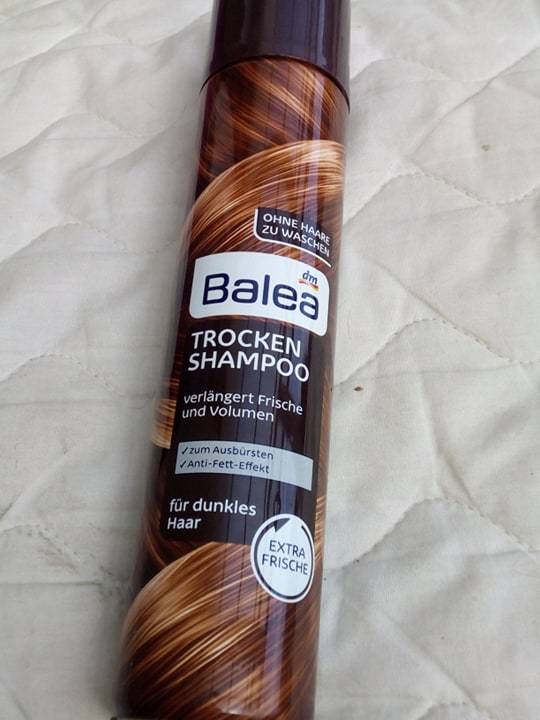 OHNE HAARE
ZU WASCHEN
dm
Balea
TROCKEN
SHAMPOO
verlängert Frische
und Volumen
✓zum Ausbürsten
✓Anti-Fett-Effekt
für dunkles
Haar
EXTRA
FRISCHE